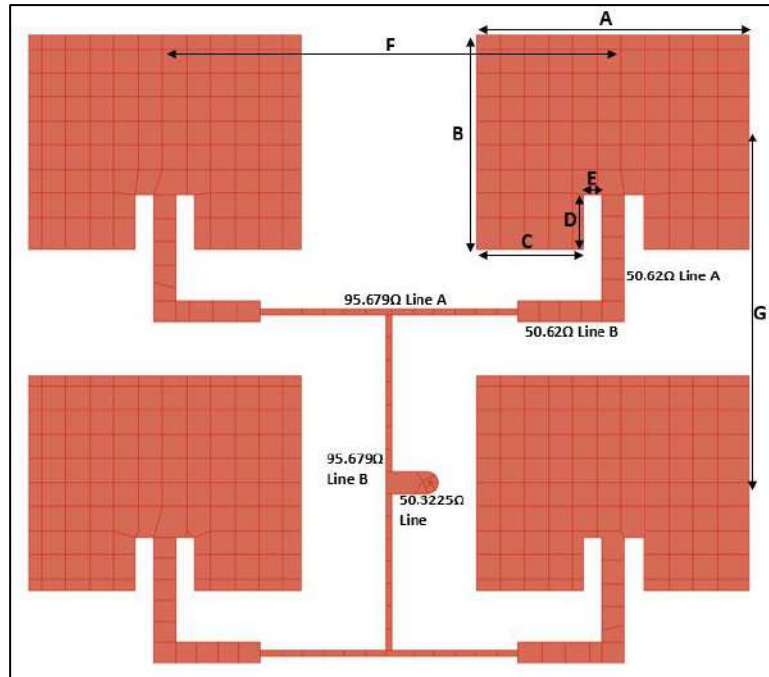 A
F
B
E
D
C
50.62Ω Line A
95.679Ω Line A
G
50.62Ω Line B
95.679Ω
Line B
50.3225Ω
Line